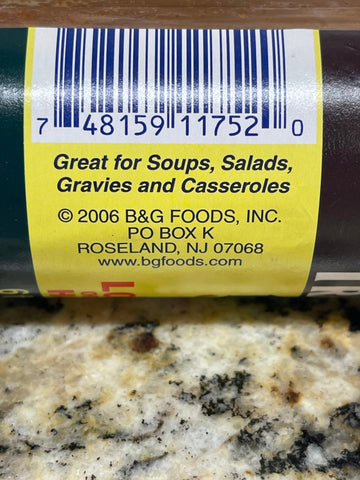 7 48159 11752 0
Great for Soups, Salads,
Gravies and Casseroles
© 2006 B&G FOODS, INC.
PO BOX K
ROSELAND, NJ 07068
www.bgfoods.com